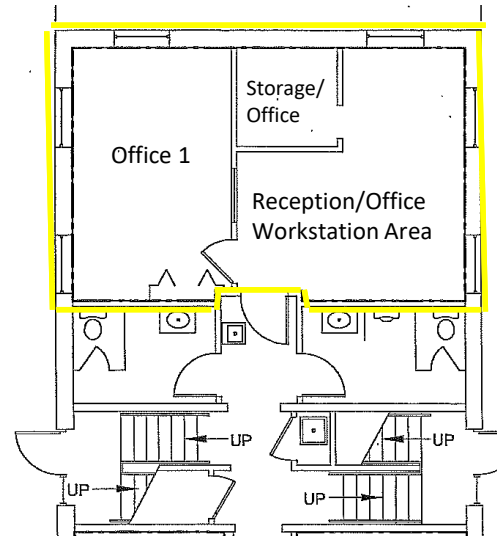 Storage/
Office
Office 1
Reception/Office
Workstation Area
UP
UP
UP
UP